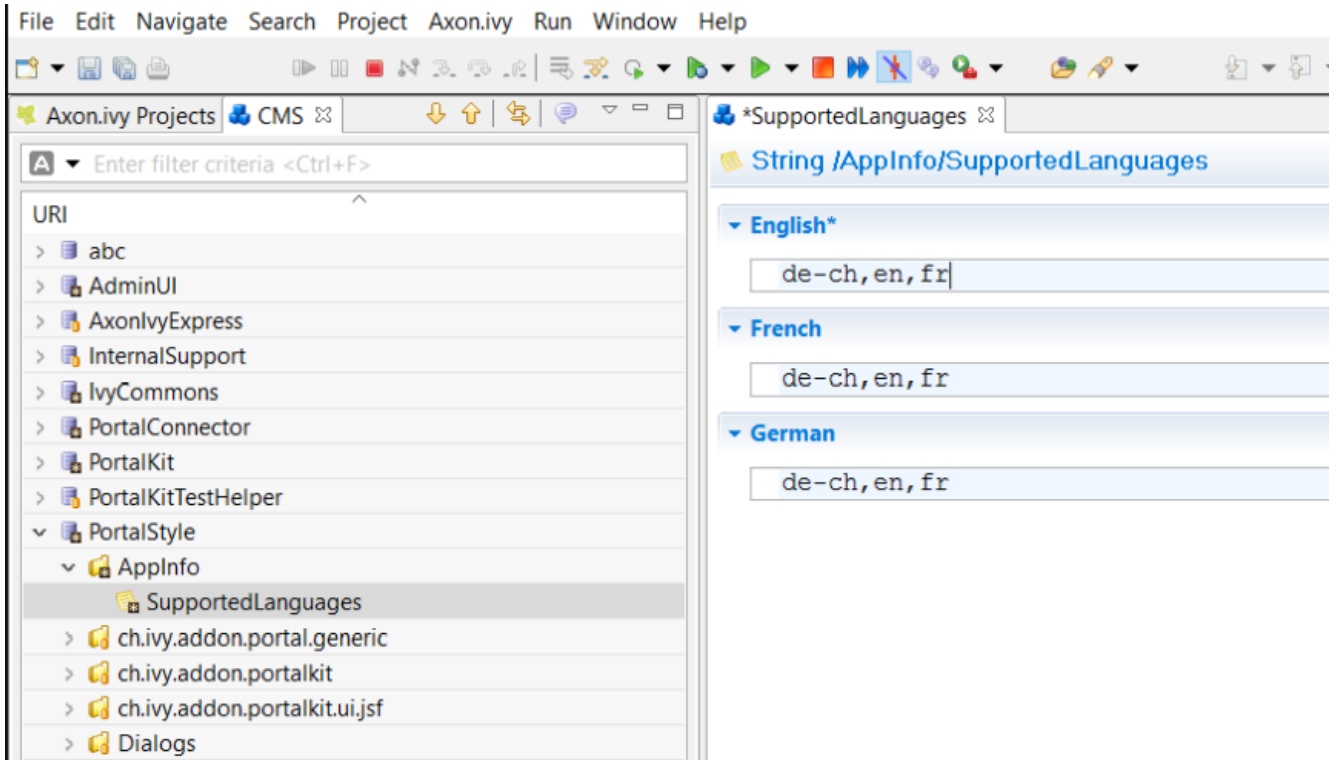 File Edit Navigate Search Project Axon.ivy Run Window Help
Axon.ivy Projects CMS
Enter filter criteria <Ctrl+F>
URI
abc
AdminUI
AxonIvyExpress
InternalSupport
IvyCommons
PortalConnector
PortalKit
PortalKitTestHelper
PortalStyle
AppInfo
SupportedLanguages
ch.ivy.addon.portal.generic
ch.ivy.addon.portalkit
ch.ivy.addon.portalkit.ui.jsf
Dialogs
*SupportedLanguages
String /AppInfo/SupportedLanguages
English*
de-ch,en,fr
French
de-ch,en,fr
German
de-ch,en,fr